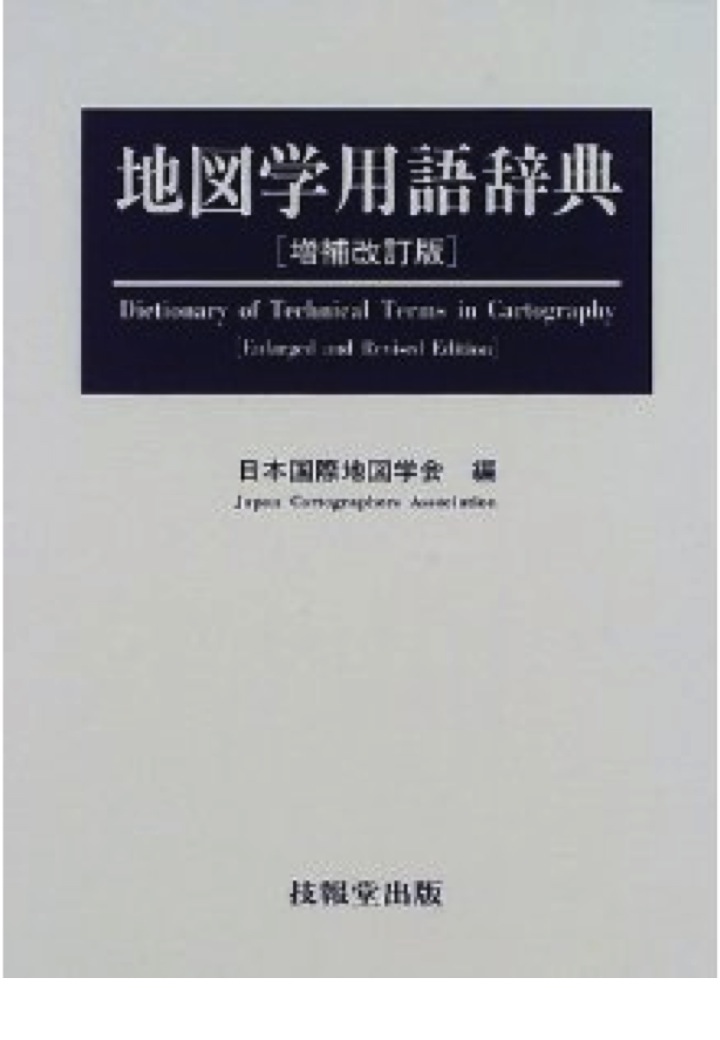 地図学用語辞典
[増補改訂版]
Dictionary of Technical Terms in Cartography
[Enlarged and Revised Edition]
日本国際地図学会 編
Japan Cartographers Association
技報堂出版